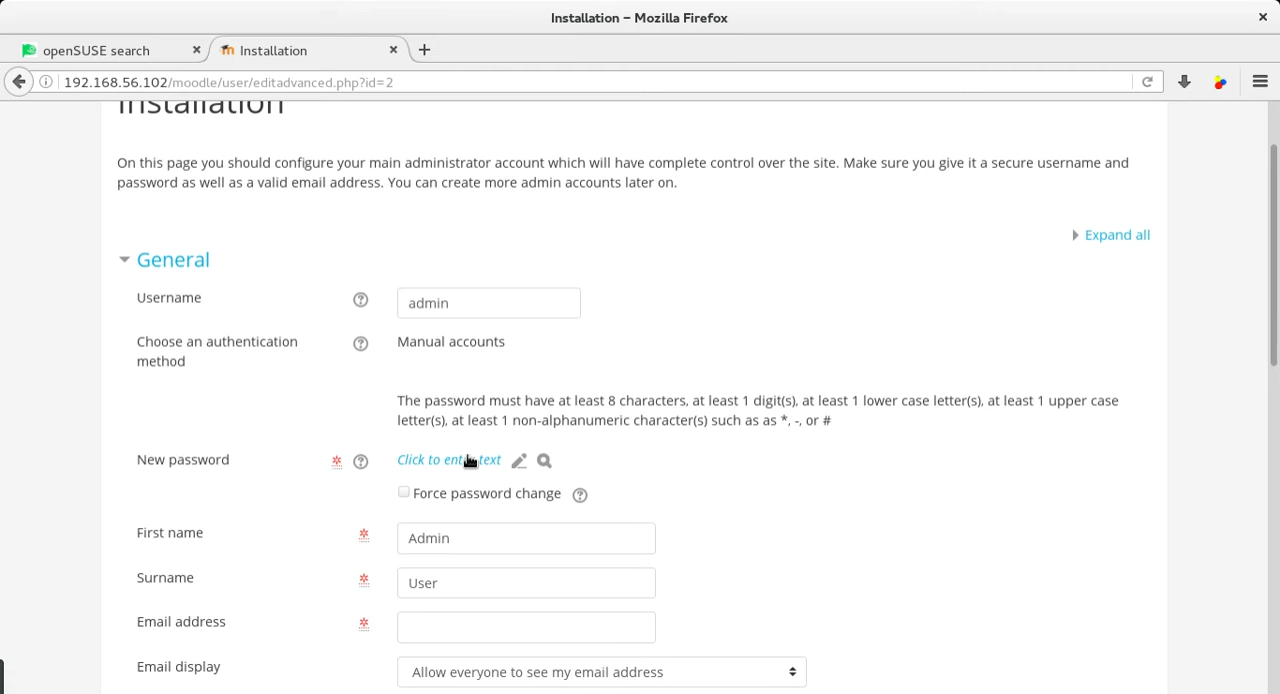 Installation – Mozilla Firefox
openSUSE search
Installation
192.168.56.102/moodle/user/editadvanced.php?id=2
Installation
On this page you should configure your main administrator account which will have complete control over the site. Make sure you give it a secure username and
password as well as a valid email address. You can create more admin accounts later on.
Expand all
General
Username
admin
Choose an authentication
method
Manual accounts
The password must have at least 8 characters, at least 1 digit(s), at least 1 lower case letter(s), at least 1 upper case
letter(s), at least 1 non-alphanumeric character(s) such as as *, -, or #
New password
Click to enter text
Force password change
First name
Admin
Surname
User
Email address
Email display
Allow everyone to see my email address